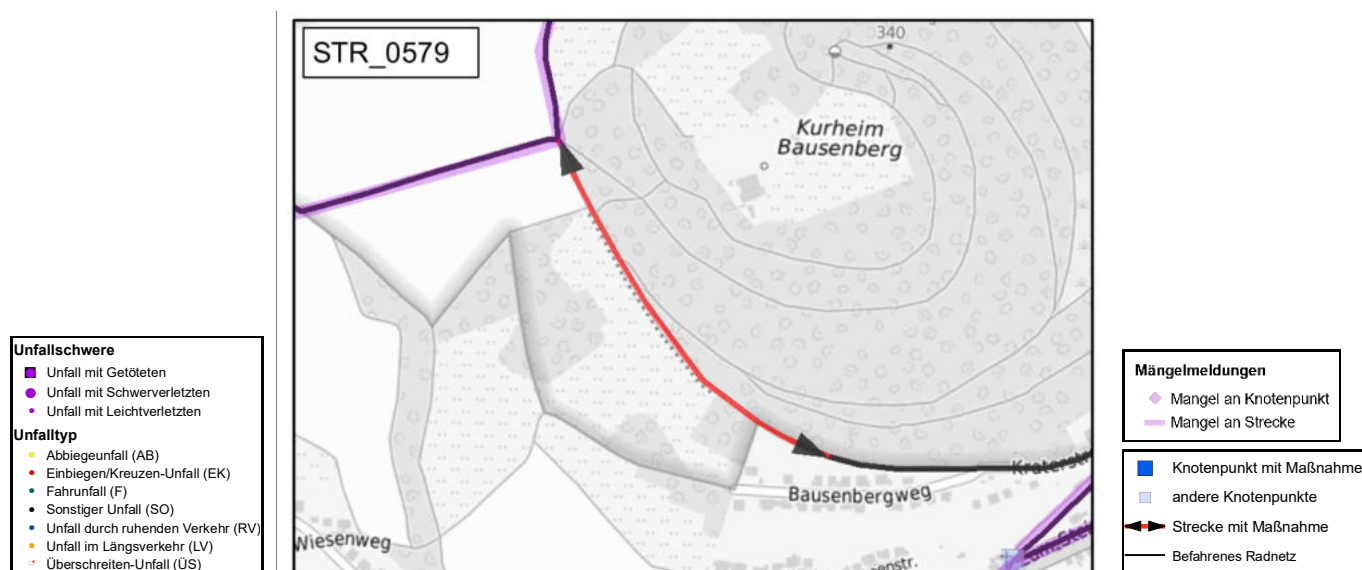 STR_0579
340
Kurheim
Bausenberg
Bausenbergweg
Wiesenweg
Unfallschwere
Unfall mit Getöteten
Unfall mit Schwerverletzten
Unfall mit Leichtverletzten
Unfalltyp
Abbiegeunfall (AB)
Einbiegen/Kreuzen-Unfall (EK)
Fahrunfall (F)
Sonstiger Unfall (SO)
Unfall durch ruhenden Verkehr (RV)
Unfall im Längsverkehr (LV)
Überschreiten-Unfall (ÜS)
Mängelmeldungen
Mangel an Knotenpunkt
Mangel an Strecke
Knotenpunkt mit Maßnahme
andere Knotenpunkte
Strecke mit Maßnahme
Befahrenes Radnetz